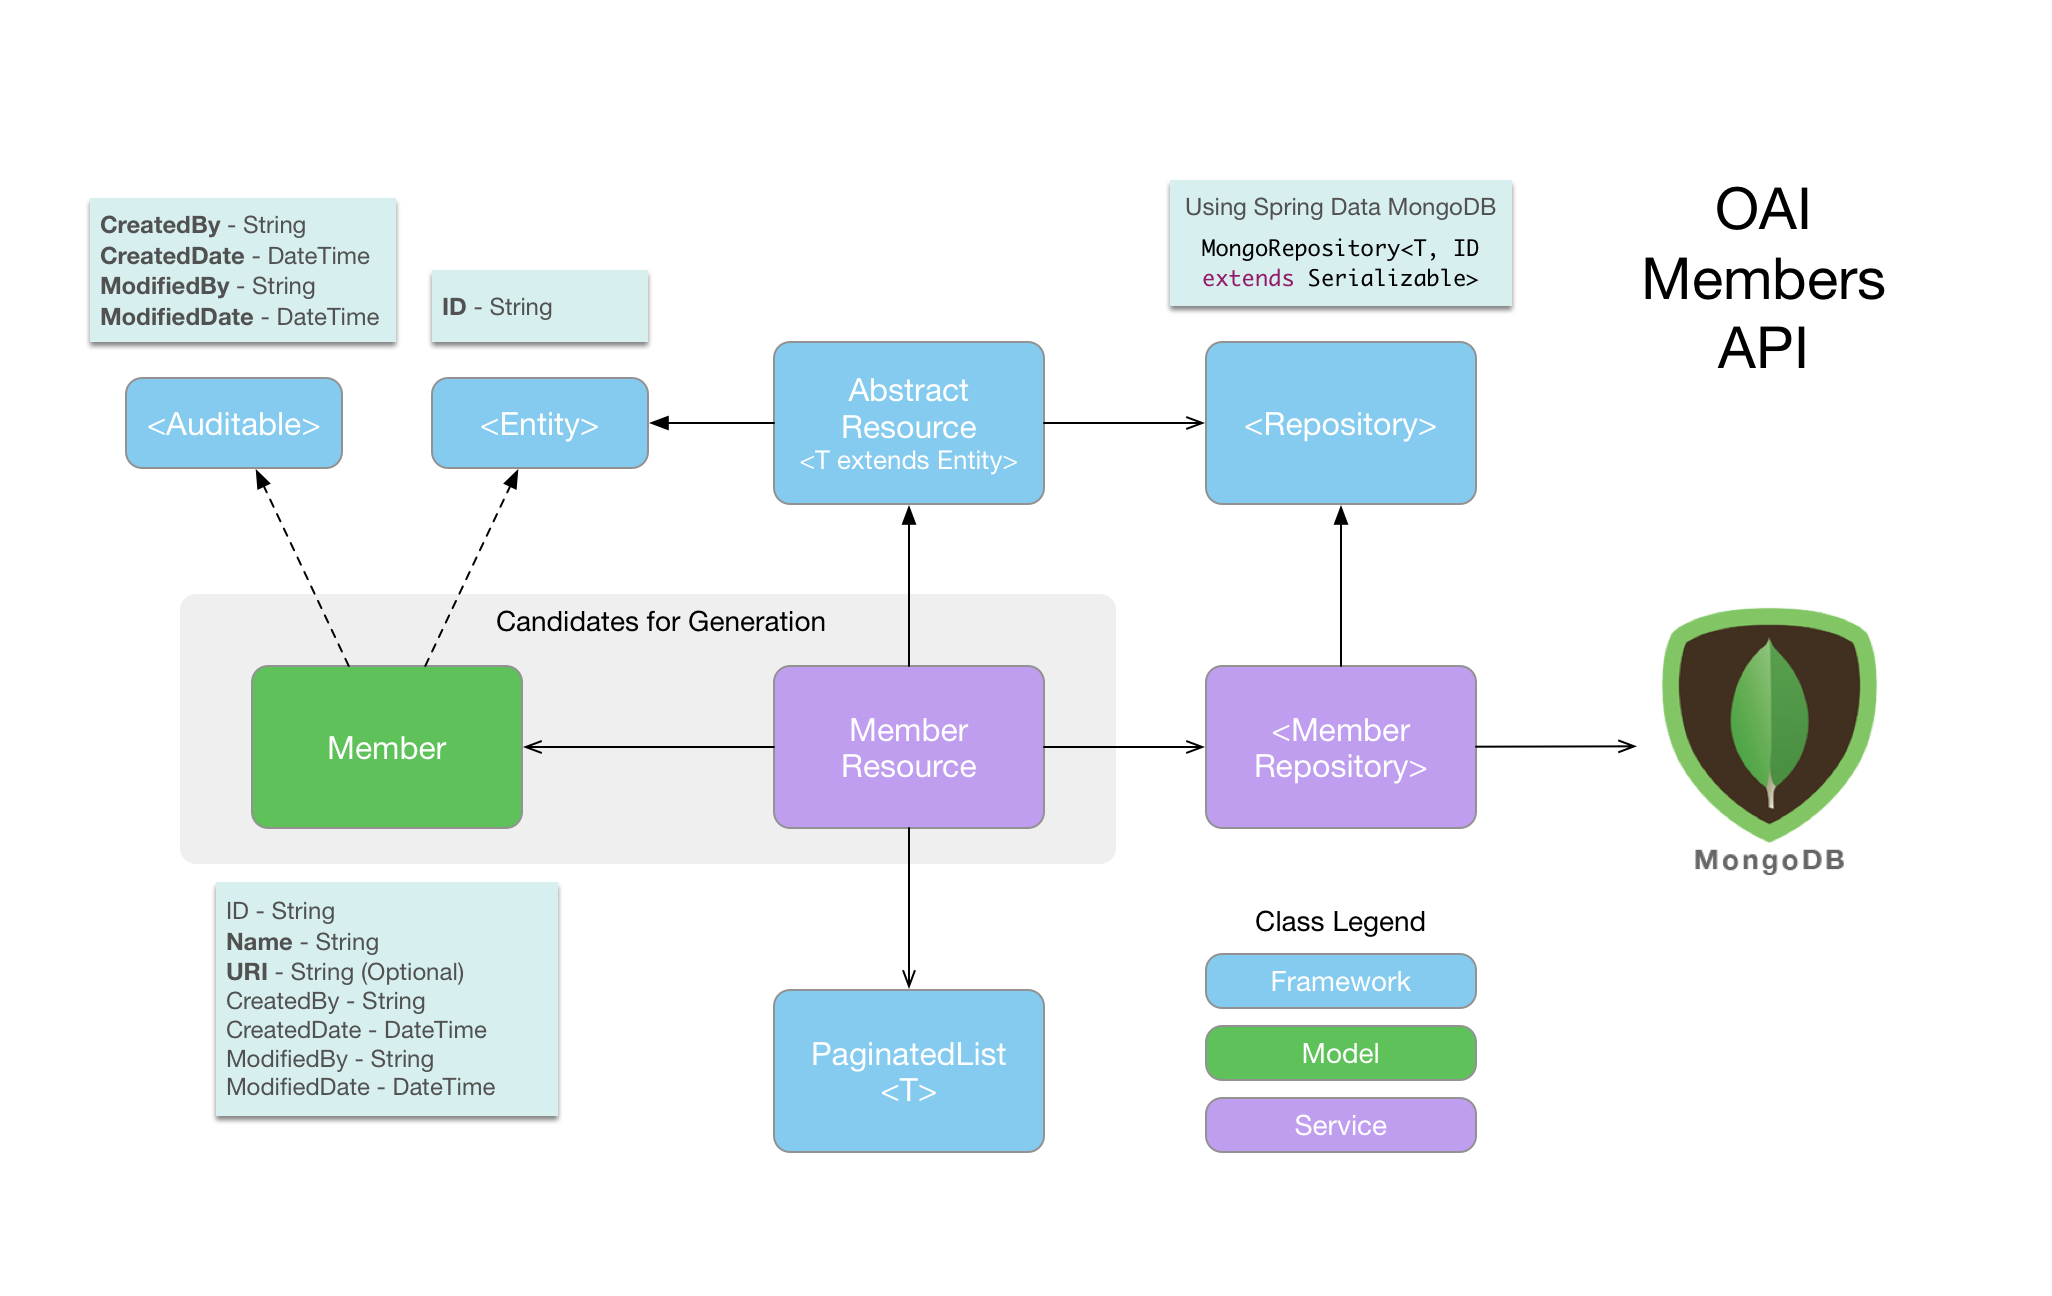 OAI
Members
API
CreatedBy - String
CreatedDate - DateTime
ModifiedBy - String
ModifiedDate - DateTime
ID - String
Using Spring Data MongoDB
MongoRepository<T, ID
extends Serializable>
<Auditable>
<Entity>
Abstract
Resource
<T extends Entity>
<Repository>
Candidates for Generation
Member
Member
Resource
<Member
Repository>
MongoDB
ID - String
Name - String
URI - String (Optional)
CreatedBy - String
CreatedDate - DateTime
ModifiedBy - String
ModifiedDate - DateTime
PaginatedList
<T>
Class Legend
Framework
Model
Service